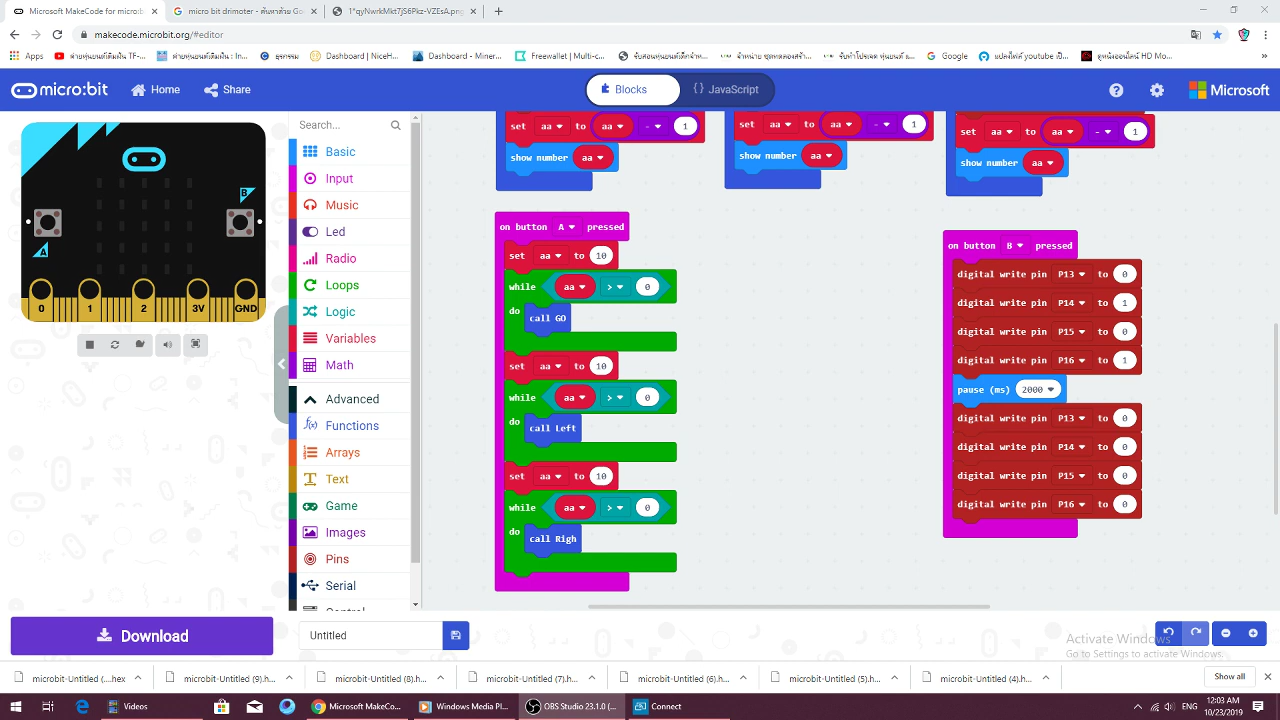 Microsoft MakeCode for micro:b
micro bit drimoter - ค้นหาด้วย Goo
1*qyNwrkMkt7jS6Pkz-VZEsA.png
makecode.microbit.org/#editor
Apps
Dashboard | NiceH
Dashboard - Miner
Freewallet | Multi-c
Google
micro:bit
Home
Share
Blocks
{ } JavaScript
Microsoft
A
B
0 1 2 3V GND
Search...
Basic
Input
Music
Led
Radio
Loops
Logic
Variables
Math
Advanced
Functions
Arrays
Text
Game
Images
Pins
Serial
Control
set aa to aa - 1
show number aa
set aa to aa - 1
show number aa
set aa to aa - 1
show number aa
on button A pressed
set aa to 10
while aa > 0
do call GO
set aa to 10
while aa > 0
do call Left
set aa to 10
while aa > 0
do call Righ
on button B pressed
digital write pin P13 to 0
digital write pin P14 to 1
digital write pin P15 to 0
digital write pin P16 to 1
pause (ms) 2000
digital write pin P13 to 0
digital write pin P14 to 0
digital write pin P15 to 0
digital write pin P16 to 0
Download
Untitled
Activate Windows
Go to Settings to activate Windows.
microbit-Untitled (....hex
microbit-Untitled (9).h...
microbit-Untitled (8).h...
microbit-Untitled (7).h...
microbit-Untitled (6).h...
microbit-Untitled (5).h...
microbit-Untitled (4).h...
Show all
Videos
Microsoft MakeCo...
Windows Media Pl...
OBS Studio 23.1.0 (...
Connect
ENG
12:03 AM
10/23/2019